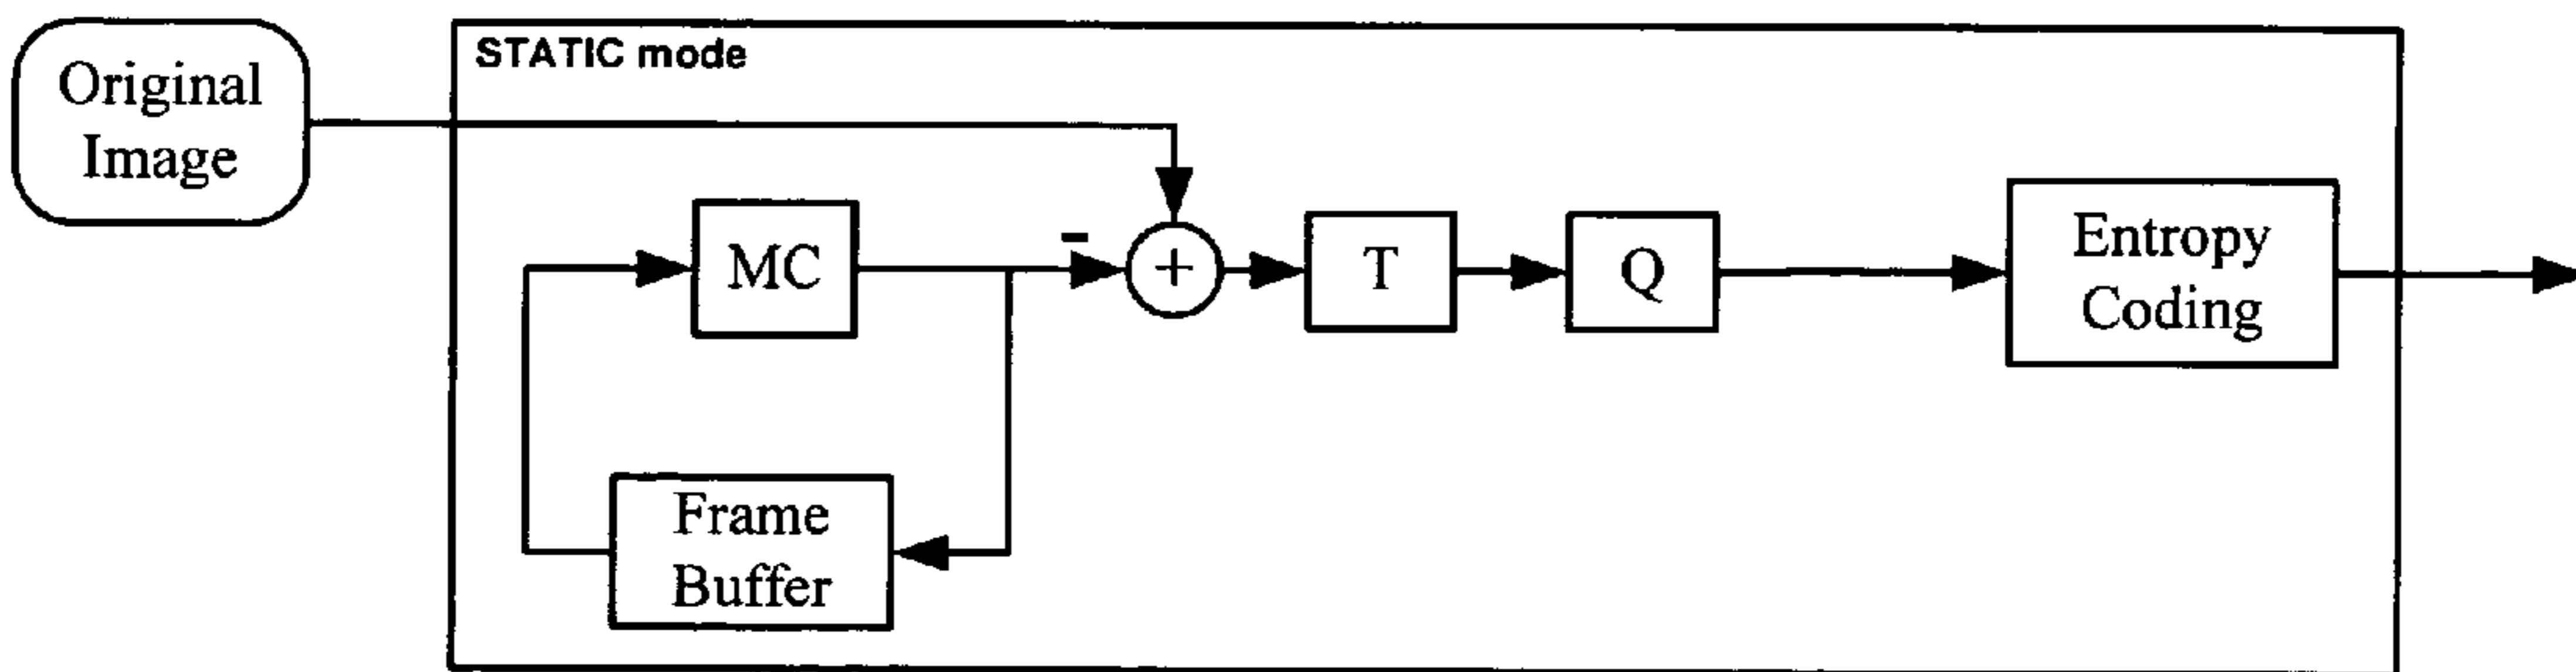 Original
Image
STATIC mode
MC
-
+
T
Q
Entropy
Coding
Frame
Buffer